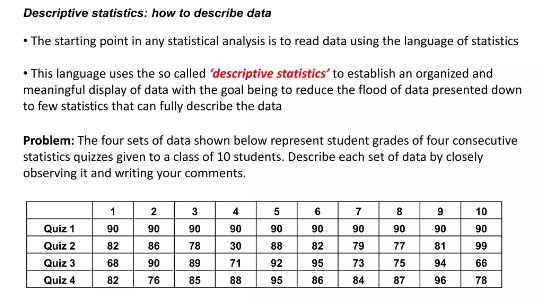 Descriptive statistics: how to describe data
• The starting point in any statistical analysis is to read data using the language of statistics
• This language uses the so called ‘descriptive statistics’ to establish an organized and
meaningful display of data with the goal being to reduce the flood of data presented down
to few statistics that can fully describe the data
Problem: The four sets of data shown below represent student grades of four consecutive
statistics quizzes given to a class of 10 students. Describe each set of data by closely
observing it and writing your comments.
1 2 3 4 5 6 7 8 9 10
Quiz 1 90 90 90 90 90 90 90 90 90 90
Quiz 2 82 86 78 30 88 82 79 77 81 99
Quiz 3 68 90 89 71 92 95 73 75 94 66
Quiz 4 82 76 85 88 95 86 84 87 96 78